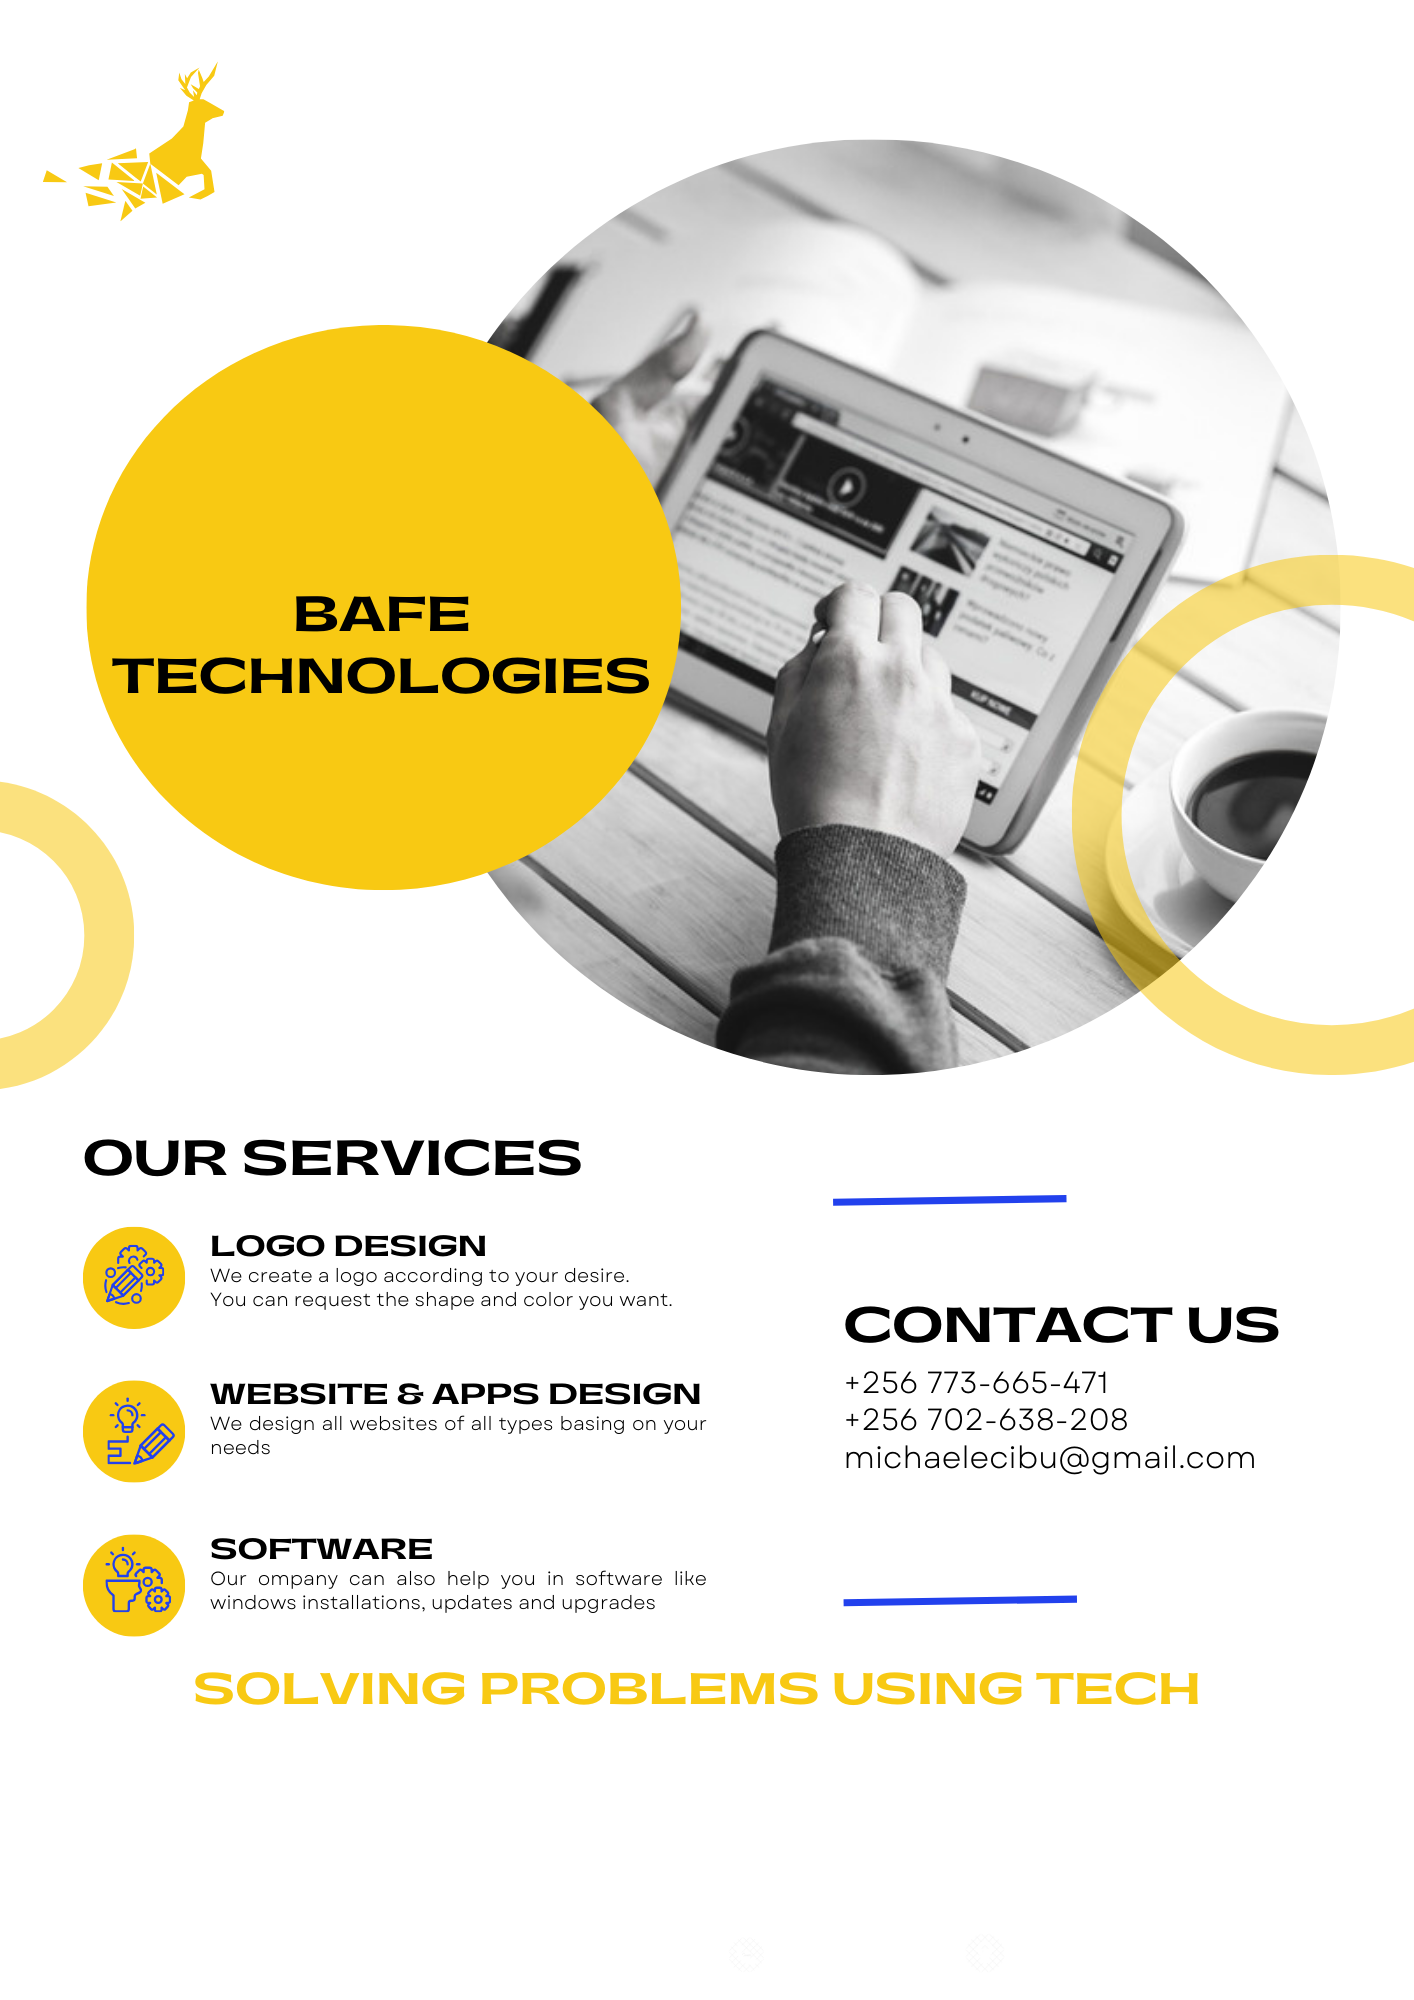 BAFE
TECHNOLOGIES
OUR SERVICES
LOGO DESIGN
We create a logo according to your desire.
You can request the shape and color you want.
WEBSITE & APPS DESIGN
We design all websites of all types basing on your
needs
SOFTWARE
Our ompany can also help you in software like
windows installations, updates and upgrades
CONTACT US
+256 773-665-471
+256 702-638-208
michaelecibu@gmail.com
SOLVING PROBLEMS USING TECH